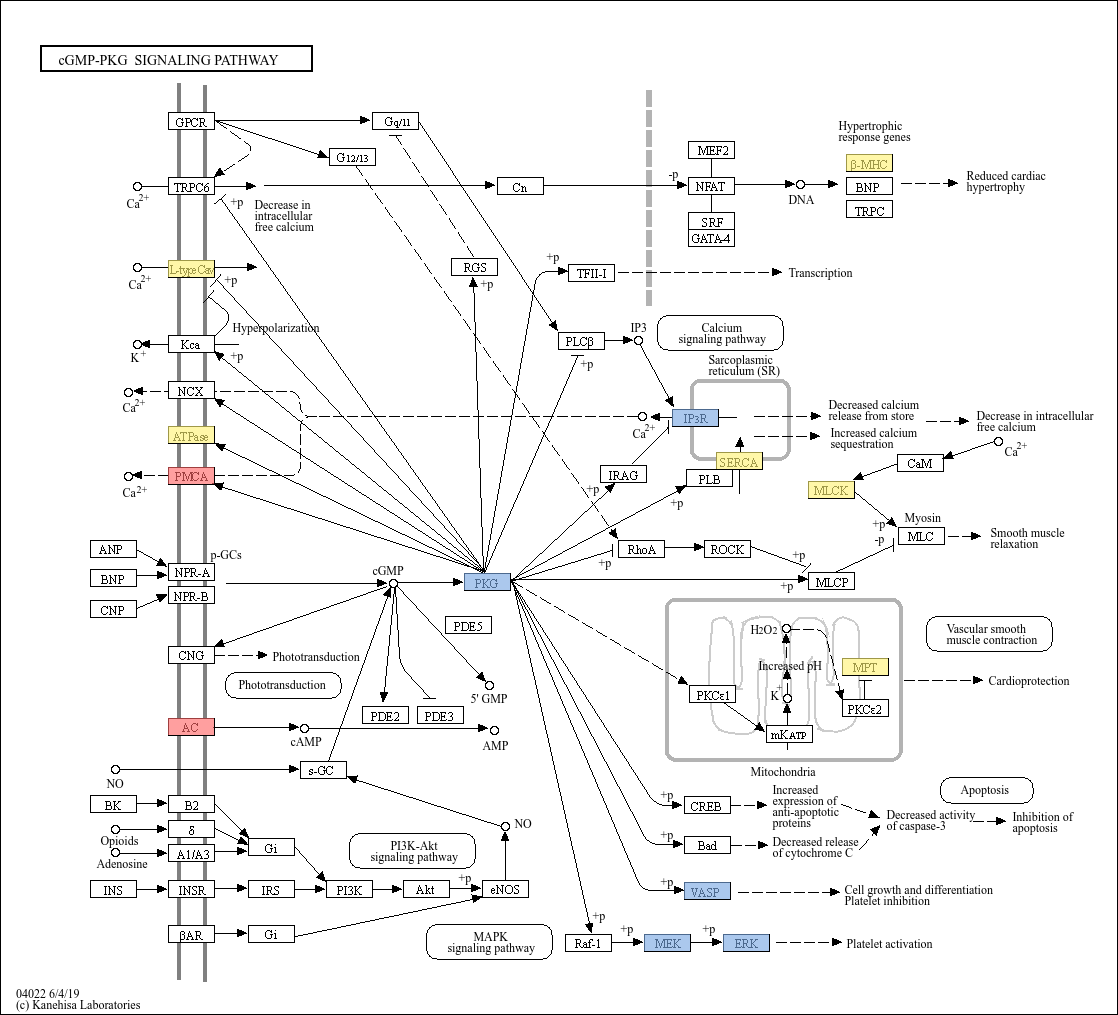 cGMP-PKG SIGNALING PATHWAY
GPCR
Gq/11
G12/13
TRPC6
Ca2+
+p
Decrease in
intracellular
free calcium
Cn
-p
MEF2
NFAT
SRF
GATA-4
DNA
Hypertrophic
response genes
β-MHC
BNP
TRPC
Reduced cardiac
hypertrophy
L-type Cav
Ca2+
+p
RGS
+p
+p
TFII-I
Transcription
Hyperpolarization
Kca
K+
+p
PLCβ
+p
IP3
Calcium
signaling pathway
Sarcoplasmic
reticulum (SR)
NCX
Ca2+
ATPase
PMCA
Ca2+
Ca2+
IP3R
Decreased calcium
release from store
Increased calcium
sequestration
Decrease in intracellular
free calcium
Ca2+
SERCA
PLB
+p
IRAG
+p
CaM
MLCK
+p
-p
Myosin
MLC
Smooth muscle
relaxation
RhoA
+p
ROCK
+p
MLCP
+p
ANP
BNP
CNP
p-GCs
NPR-A
NPR-B
cGMP
PKG
PDE5
CNG
Phototransduction
Phototransduction
PDE2
PDE3
5' GMP
H2O2
Increased pH
K+
PKCε1
mKATP
MPT
PKCε2
Mitochondria
Vascular smooth
muscle contraction
Cardioprotection
AC
cAMP
AMP
s-GC
NO
BK
B2
Opioids
δ
Adenosine
A1/A3
Gi
NO
PI3K-Akt
signaling pathway
INS
INSR
IRS
PI3K
Akt
+p
eNOS
βAR
Gi
MAPK
signaling pathway
+p
CREB
Increased
expression of
anti-apoptotic
proteins
+p
Bad
Decreased release
of cytochrome C
Decreased activity
of caspase-3
Apoptosis
Inhibition of
apoptosis
+p
VASP
Cell growth and differentiation
Platelet inhibition
+p
Raf-1
+p
MEK
+p
ERK
Platelet activation
04022 6/4/19
(c) Kanehisa Laboratories